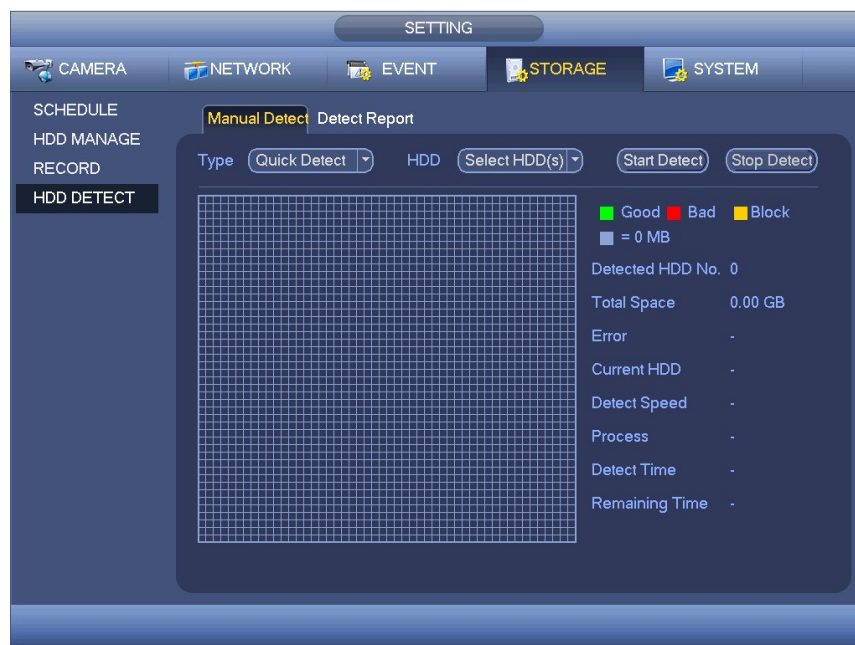 SETTING
CAMERA NETWORK EVENT STORAGE SYSTEM
SCHEDULE
HDD MANAGE
RECORD
HDD DETECT
Manual Detect Detect Report
Type Quick Detect HDD Select HDD(s) Start Detect Stop Detect
Good Bad Block
= 0 MB
Detected HDD No. 0
Total Space 0.00 GB
Error -
Current HDD -
Detect Speed -
Process -
Detect Time -
Remaining Time -